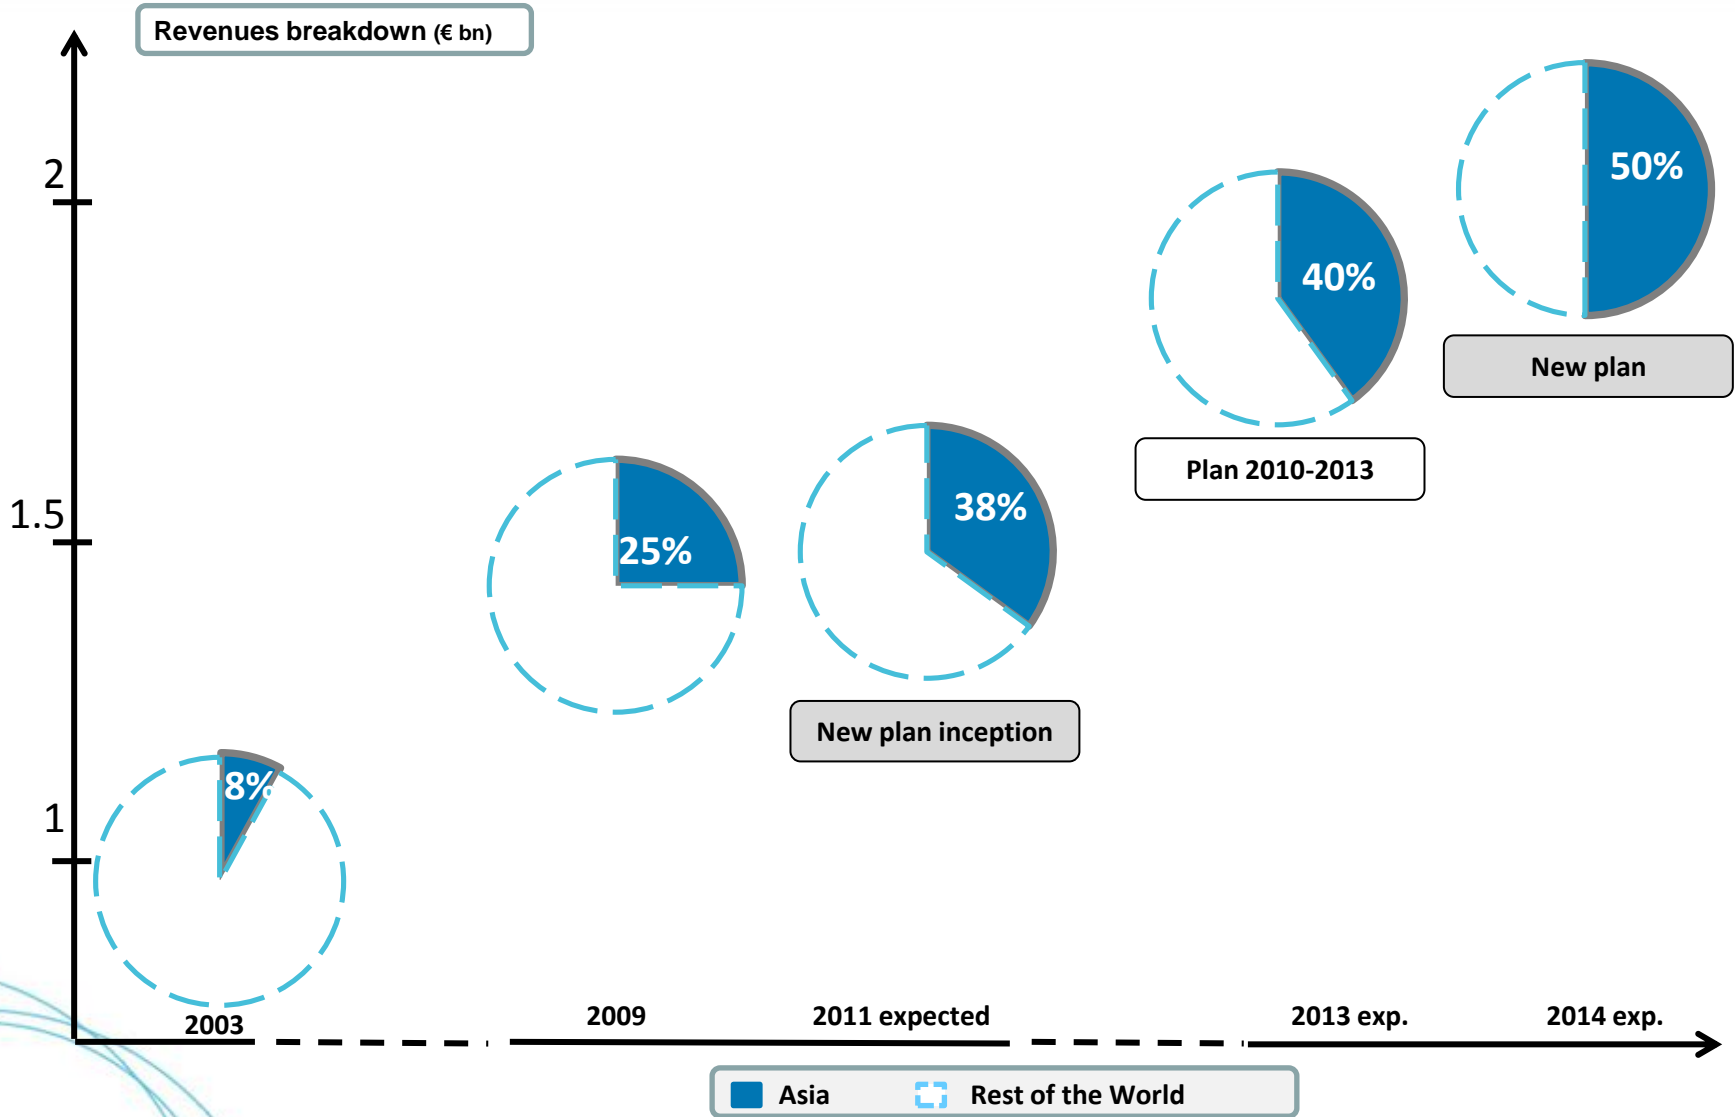 Revenues breakdown (€ bn)
2
1.5
1
50%
New plan
40%
Plan 2010-2013
38%
New plan inception
25%
8%
2003
2009
2011 expected
2013 exp.
2014 exp.
Asia
Rest of the World